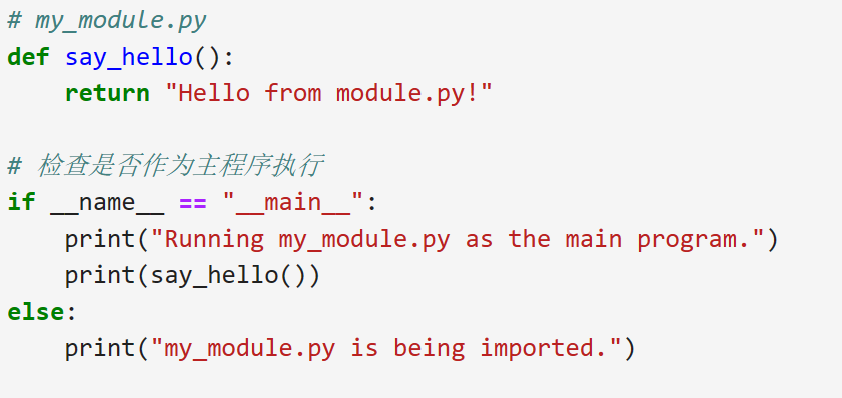 # my_module.py
def say_hello():
    return "Hello from module.py!"

# 检查是否作为主程序执行
if __name__ == "__main__":
    print("Running my_module.py as the main program.")
    print(say_hello())
else:
    print("my_module.py is being imported.")